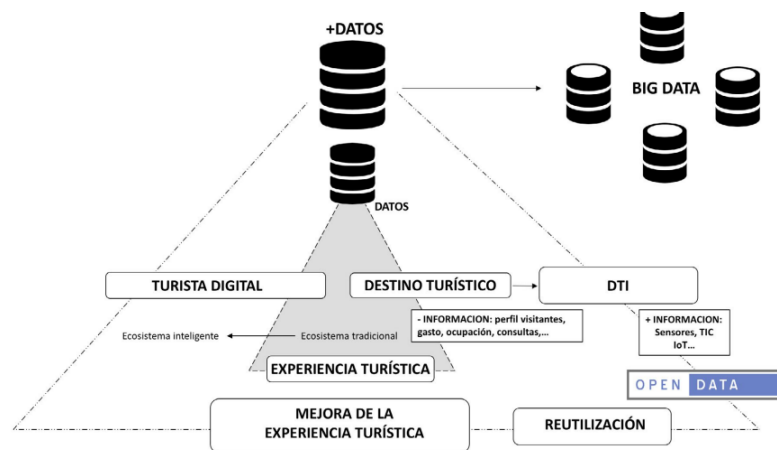 +DATOS
BIG DATA
DATOS
TURISTA DIGITAL
DESTINO TURÍSTICO
DTI
- INFORMACION: perfil visitantes,
gasto, ocupación, consultas,...
+ INFORMACION:
Sensores, TIC
IoT...
Ecosistema inteligente
Ecosistema tradicional
EXPERIENCIA TURÍSTICA
OPEN DATA
MEJORA DE LA
EXPERIENCIA TURÍSTICA
REUTILIZACIÓN